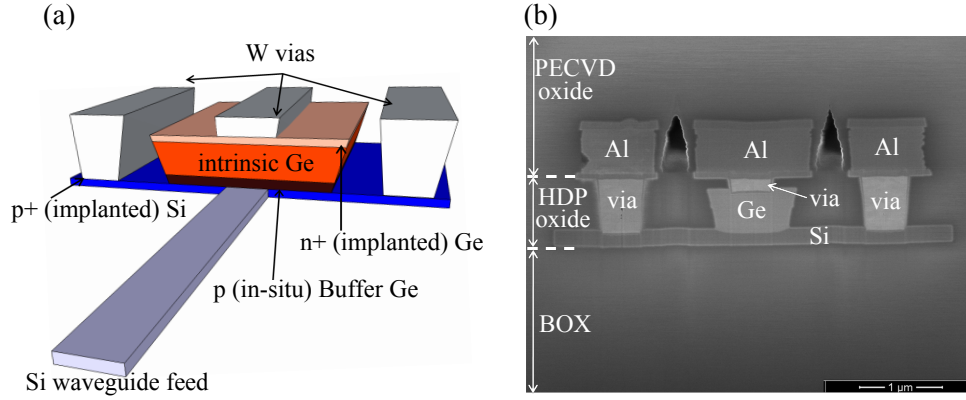 (a)
W vias
intrinsic Ge
p+ (implanted) Si
n+ (implanted) Ge
p (in-situ) Buffer Ge
Si waveguide feed
(b)
PECVD
oxide
Al
Al
Al
HDP
oxide
via
Ge
via
via
Si
BOX
1 µm